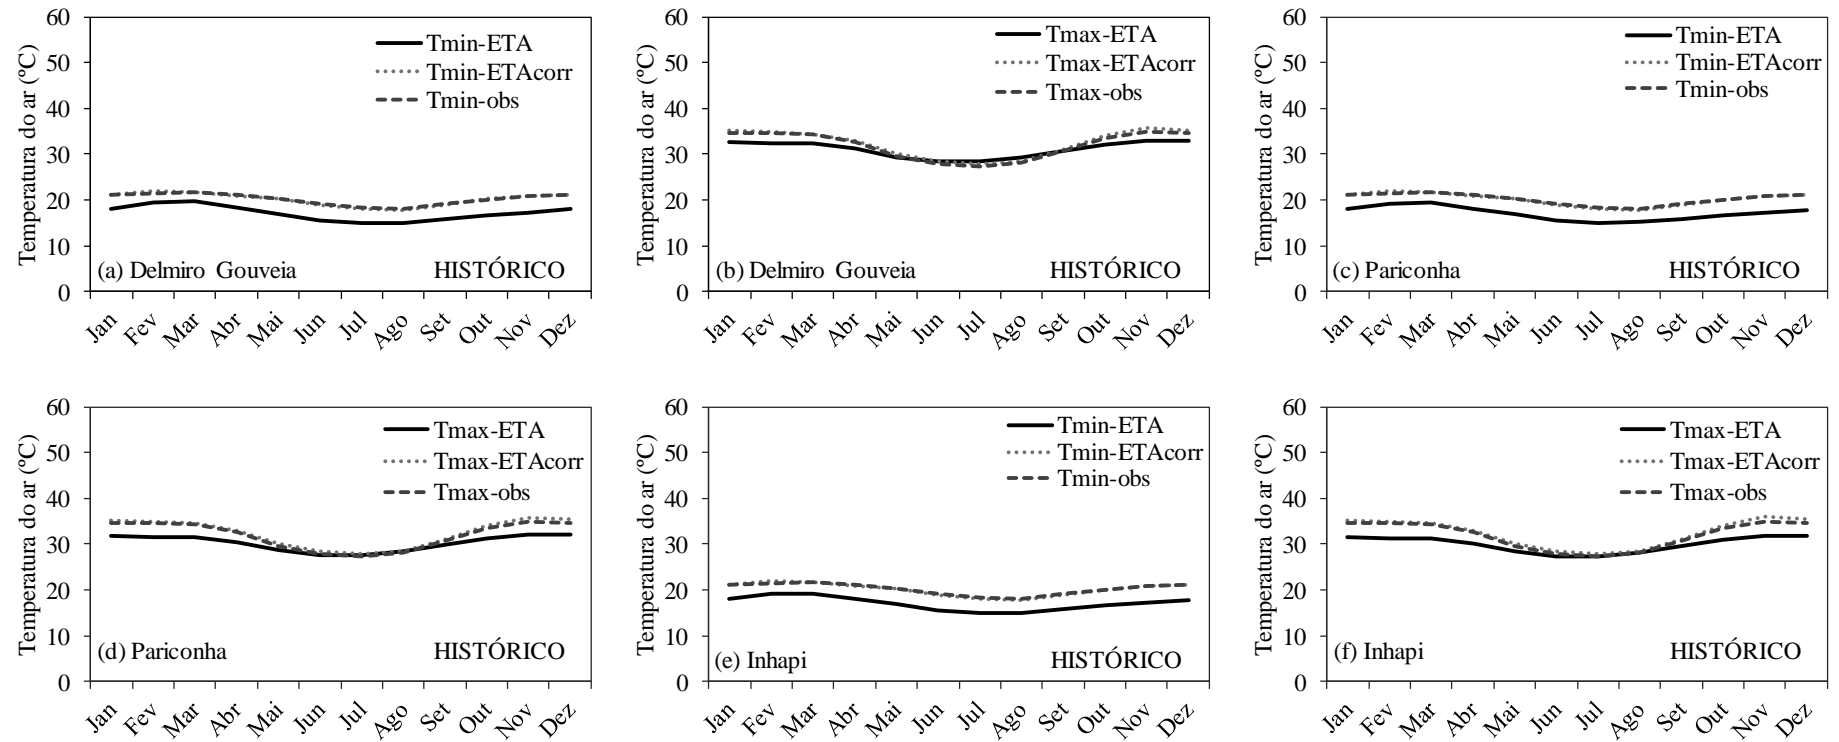 Temperatura do ar (ºC)
60
50
40
30
20
10
0
Tmin-ETA
Tmin-ETAcorr
Tmin-obs
(a) Delmiro Gouveia
HISTÓRICO
Jan
Fev
Mar
Abr
Mai
Jun
Jul
Ago
Set
Out
Nov
Dez
Temperatura do ar (ºC)
60
50
40
30
20
10
0
Tmax-ETA
Tmax-ETAcorr
Tmax-obs
(b) Delmiro Gouveia
HISTÓRICO
Jan
Fev
Mar
Abr
Mai
Jun
Jul
Ago
Set
Out
Nov
Dez
Temperatura do ar (ºC)
60
50
40
30
20
10
0
Tmin-ETA
Tmin-ETAcorr
Tmin-obs
(c) Pariconha
HISTÓRICO
Jan
Fev
Mar
Abr
Mai
Jun
Jul
Ago
Set
Out
Nov
Dez
Temperatura do ar (ºC)
60
50
40
30
20
10
0
Tmax-ETA
Tmax-ETAcorr
Tmax-obs
(d) Pariconha
HISTÓRICO
Jan
Fev
Mar
Abr
Mai
Jun
Jul
Ago
Set
Out
Nov
Dez
Temperatura do ar (ºC)
60
50
40
30
20
10
0
Tmin-ETA
Tmin-ETAcorr
Tmin-obs
(e) Inhapi
HISTÓRICO
Jan
Fev
Mar
Abr
Mai
Jun
Jul
Ago
Set
Out
Nov
Dez
Temperatura do ar (ºC)
60
50
40
30
20
10
0
Tmax-ETA
Tmax-ETAcorr
Tmax-obs
(f) Inhapi
HISTÓRICO
Jan
Fev
Mar
Abr
Mai
Jun
Jul
Ago
Set
Out
Nov
Dez